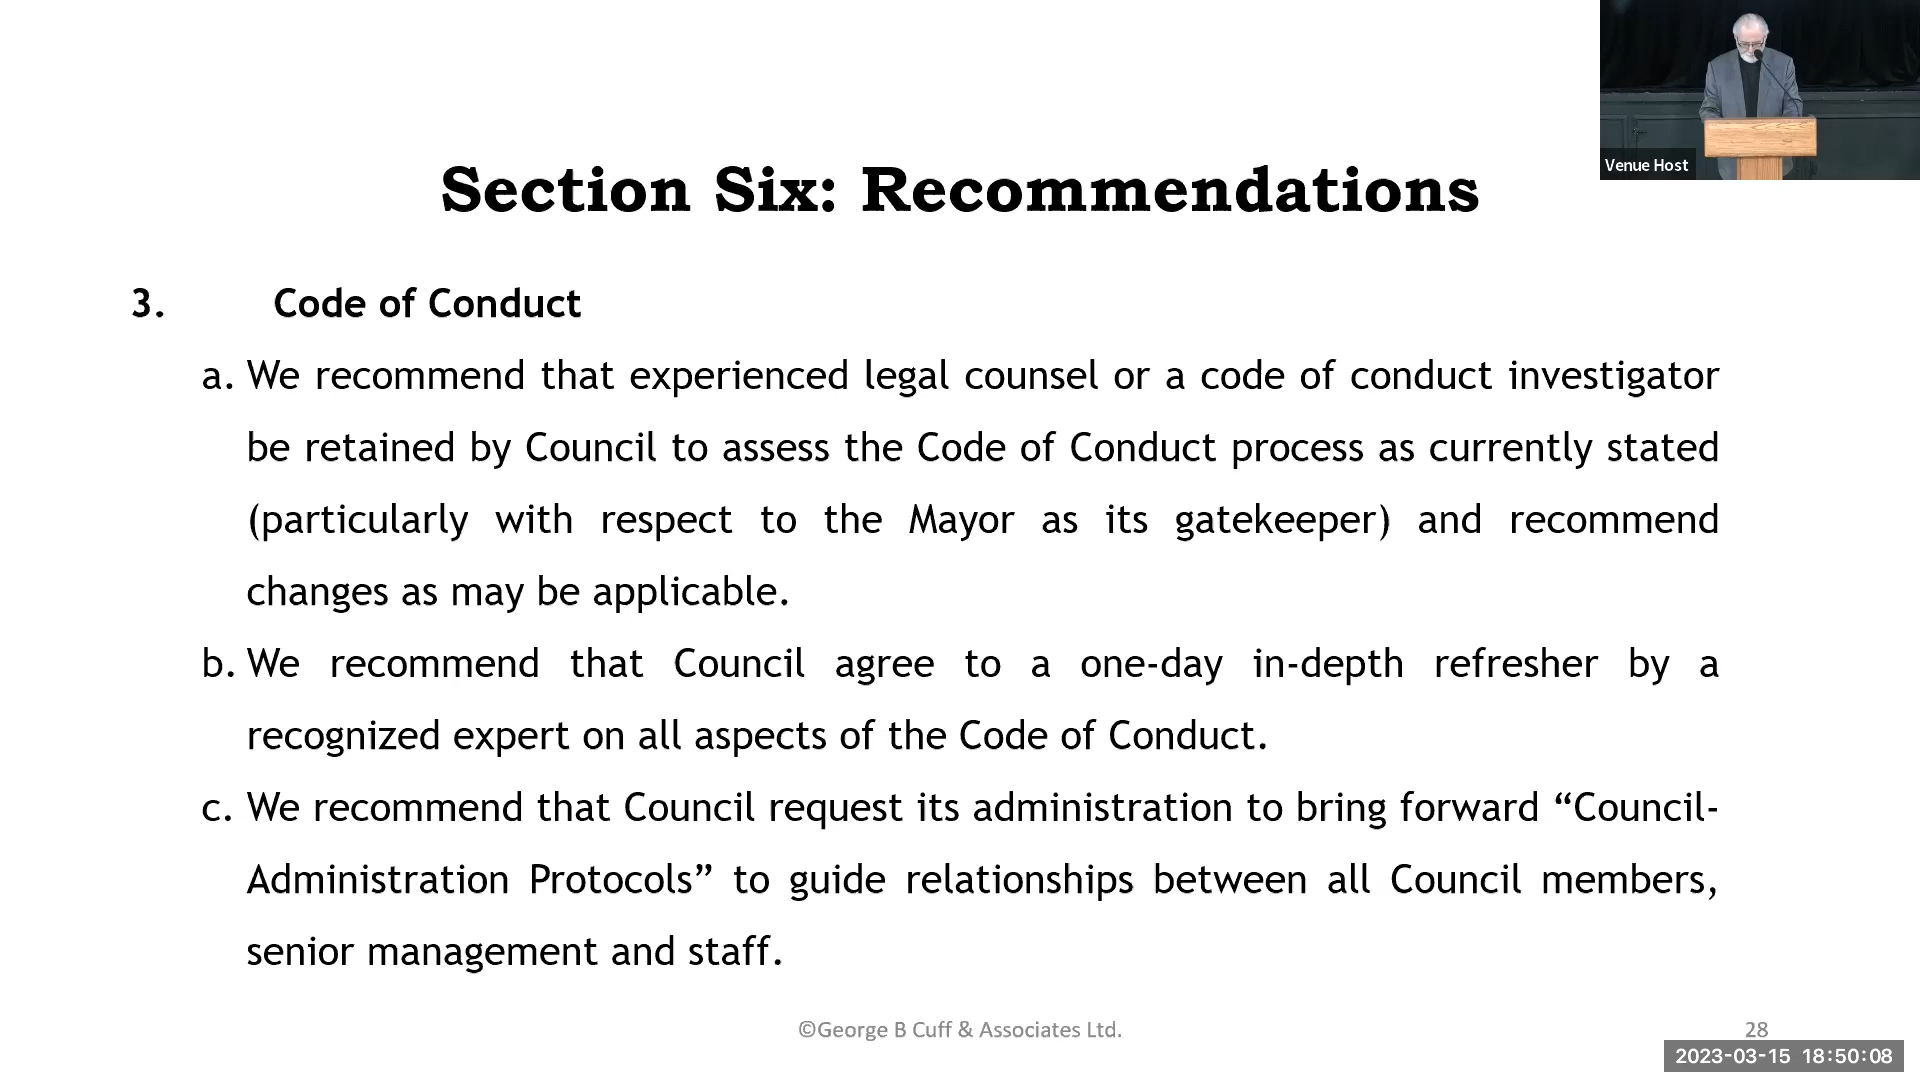 Venue Host
Section Six: Recommendations
3. Code of Conduct
a. We recommend that experienced legal counsel or a code of conduct investigator
be retained by Council to assess the Code of Conduct process as currently stated
(particularly with respect to the Mayor as its gatekeeper) and recommend
changes as may be applicable.
b. We recommend that Council agree to a one-day in-depth refresher by a
recognized expert on all aspects of the Code of Conduct.
c. We recommend that Council request its administration to bring forward “Council-
Administration Protocols” to guide relationships between all Council members,
senior management and staff.
©George B Cuff & Associates Ltd.
28
2023-03-15 18:50:08